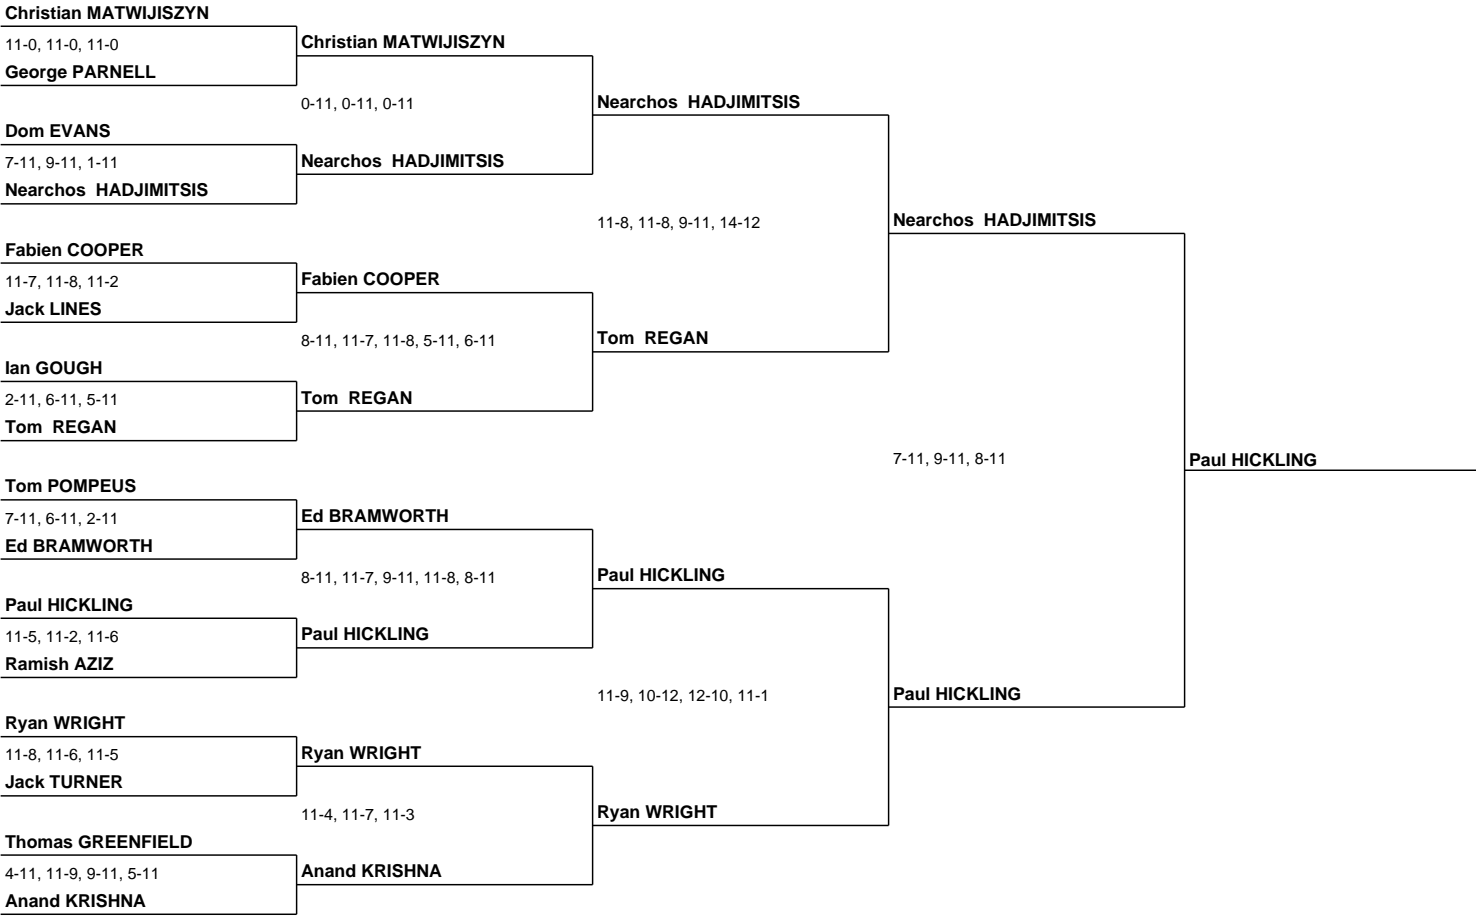 Christian MATWIJISZYN
11-0, 11-0, 11-0
George PARNELL
Dom EVANS
7-11, 9-11, 1-11
Nearchos  HADJIMITSIS
Fabien COOPER
11-7, 11-8, 11-2
Jack LINES
Ian GOUGH
2-11, 6-11, 5-11
Tom  REGAN
Tom POMPEUS
7-11, 6-11, 2-11
Ed BRAMWORTH
Paul HICKLING
11-5, 11-2, 11-6
Ramish AZIZ
Ryan WRIGHT
11-8, 11-6, 11-5
Jack TURNER
Thomas GREENFIELD
4-11, 11-9, 9-11, 5-11
Anand KRISHNA
Christian MATWIJISZYN
0-11, 0-11, 0-11
Nearchos  HADJIMITSIS
Fabien COOPER
8-11, 11-7, 11-8, 5-11, 6-11
Tom  REGAN
Ed BRAMWORTH
8-11, 11-7, 9-11, 11-8, 8-11
Paul HICKLING
Ryan WRIGHT
11-4, 11-7, 11-3
Anand KRISHNA
Nearchos  HADJIMITSIS
11-8, 11-8, 9-11, 14-12
Tom  REGAN
Paul HICKLING
11-9, 10-12, 12-10, 11-1
Ryan WRIGHT
Nearchos  HADJIMITSIS
7-11, 9-11, 8-11
Paul HICKLING
Paul HICKLING